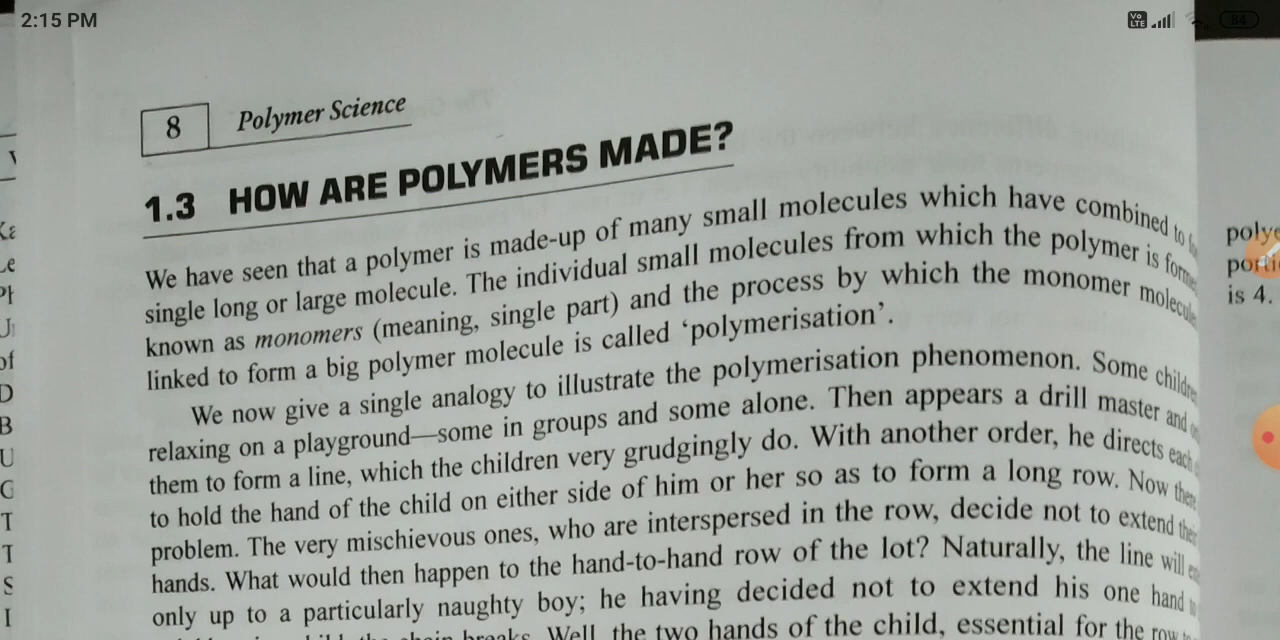 2:15 PM
Vo LTE
84
8 Polymer Science
1.3 HOW ARE POLYMERS MADE?
We have seen that a polymer is made-up of many small molecules which have combined to
single long or large molecule. The individual small molecules from which the polymer is
known as monomers (meaning, single part) and the process by which the monomer
linked to form a big polymer molecule is called ‘polymerisation’.
We now give a single analogy to illustrate the polymerisation phenomenon. Some
relaxing on a playground—some in groups and some alone. Then appears a drill master and
them to form a line, which the children very grudgingly do. With another order, he directs each
to hold the hand of the child on either side of him or her so as to form a long row. Now
problem. The very mischievous ones, who are interspersed in the row, decide not to extend
hands. What would then happen to the hand-to-hand row of the lot? Naturally, the line will
only up to a particularly naughty boy; he having decided not to extend his one hand
breaks. Well, the two hands of the child, essential for the row
is 4.
of
D
B
U
T
T
S
I